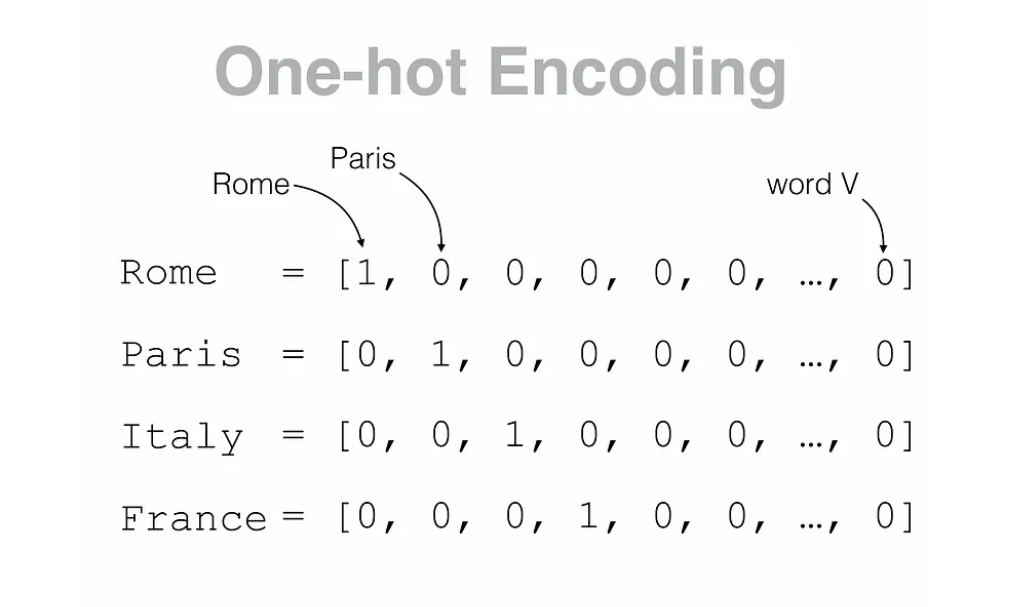 One-hot Encoding
Paris
Rome
word V
Rome = [1, 0, 0, 0, 0, 0, …, 0]
Paris = [0, 1, 0, 0, 0, 0, …, 0]
Italy = [0, 0, 1, 0, 0, 0, …, 0]
France = [0, 0, 0, 1, 0, 0, …, 0]